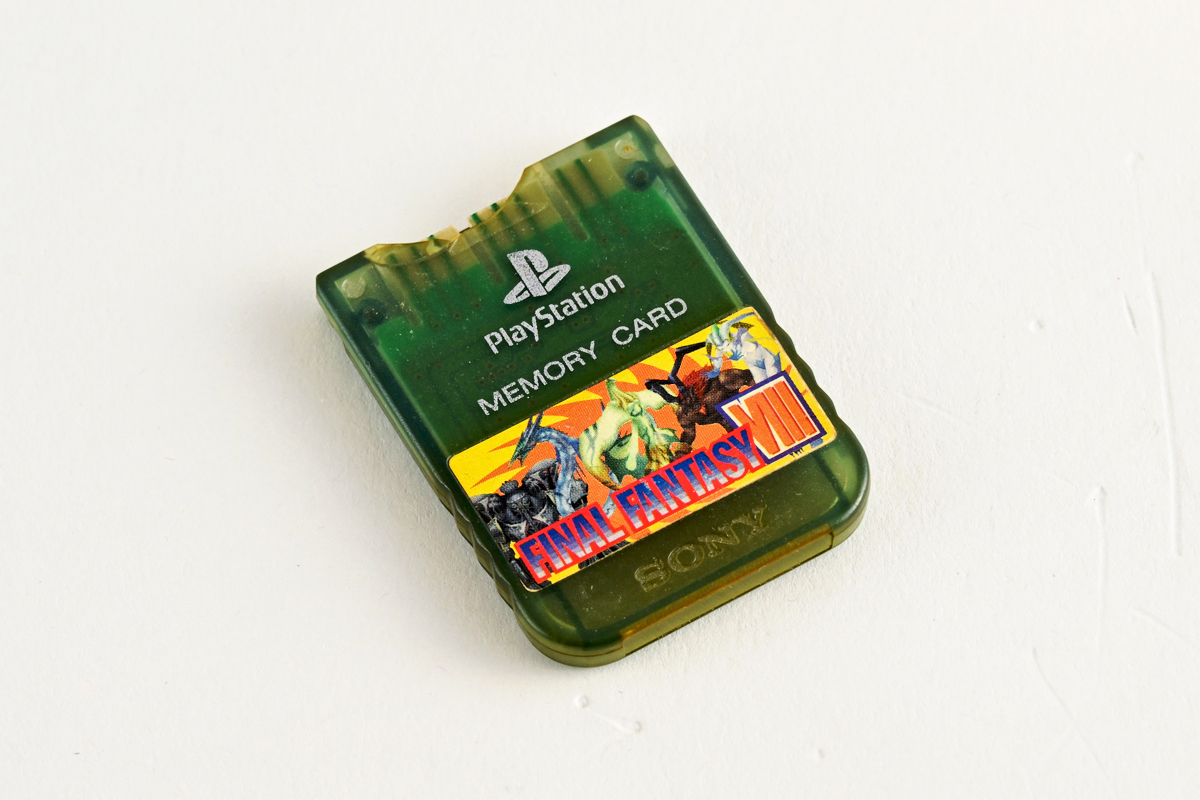 PlayStation
MEMORY CARD
FINAL FANTASY VIII
SONY